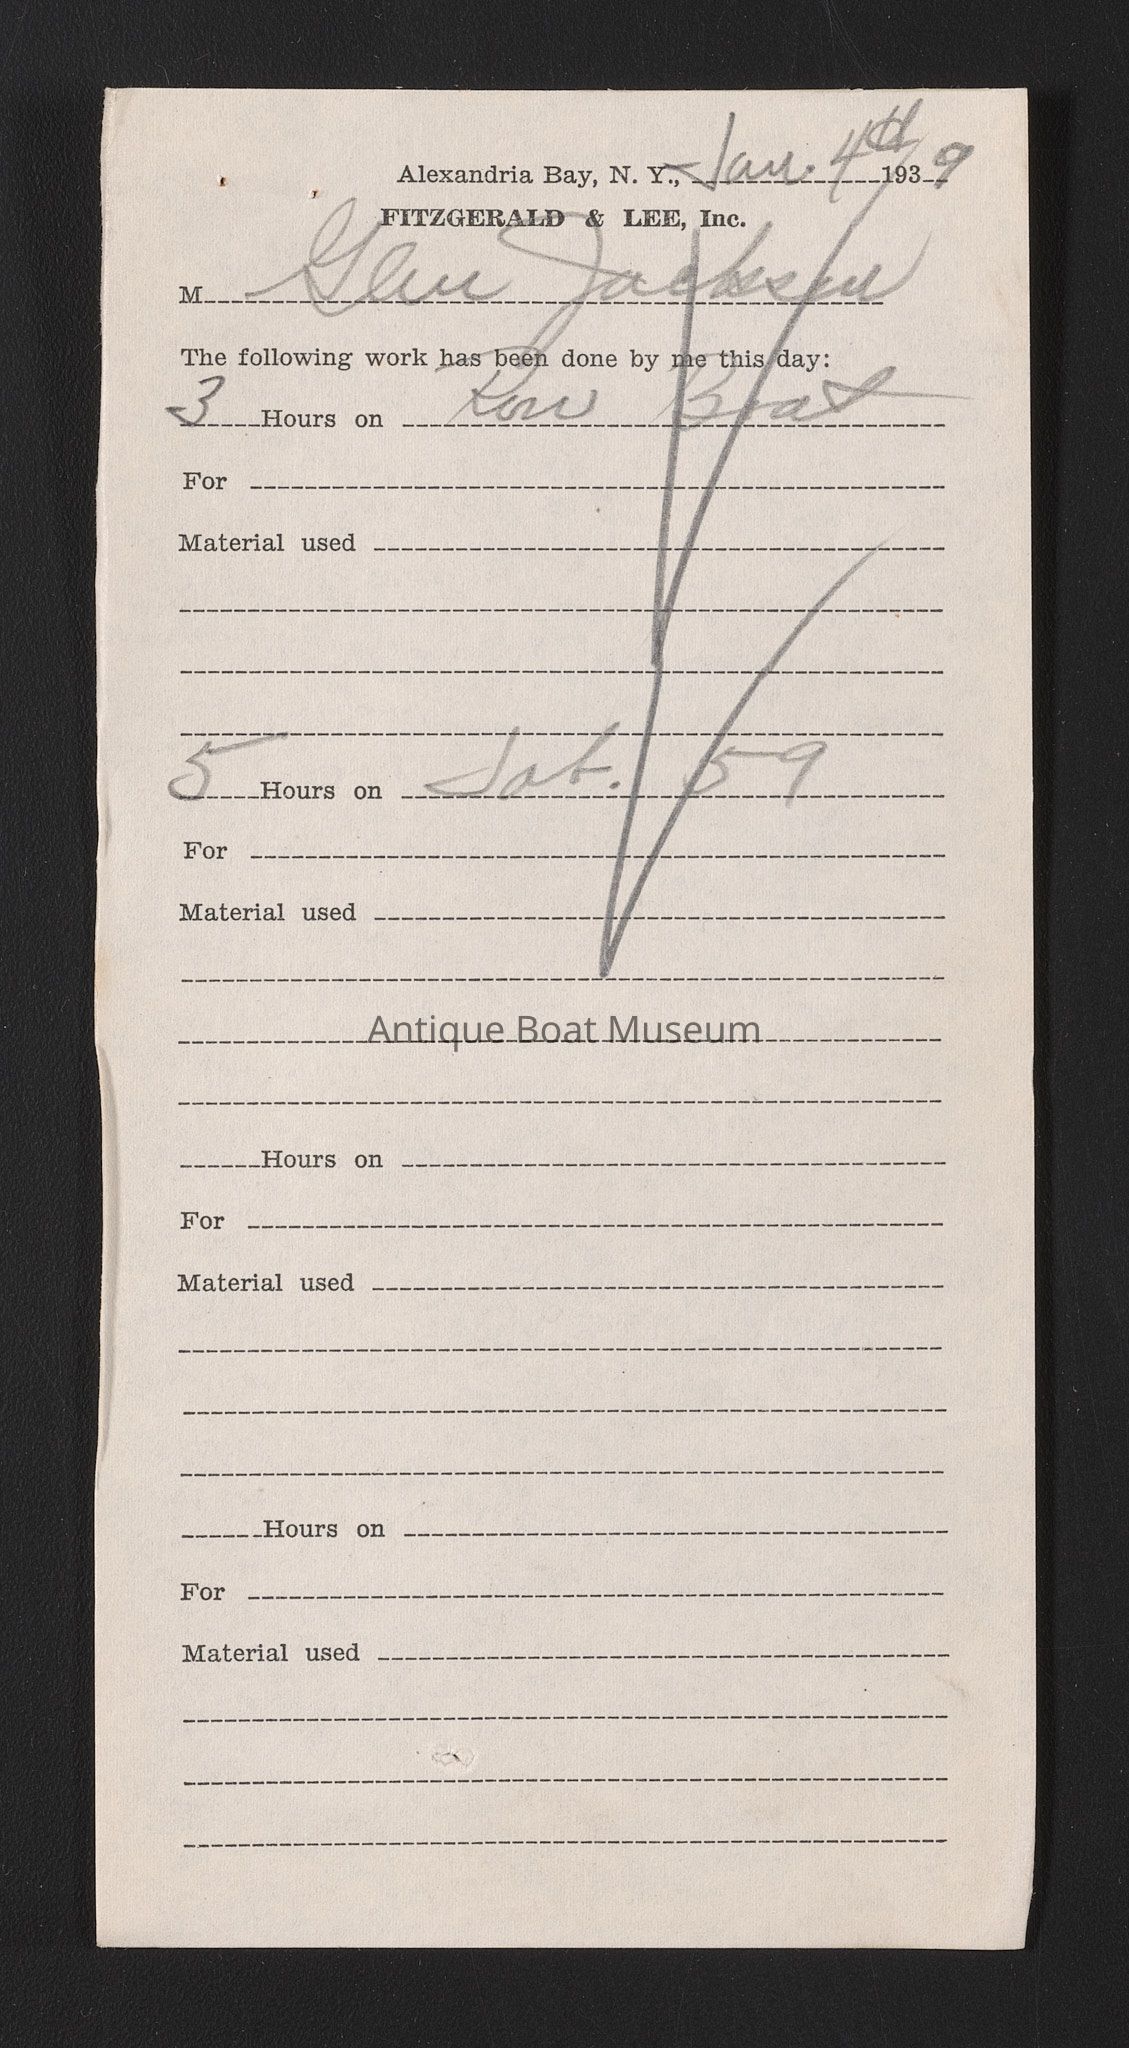 Alexandria Bay, N. Y., Jan. 4th 1939
FITZGERALD & LEE, Inc.
M Glen Jackson
The following work has been done by me this day:
3 Hours on Row Boat
For
Material used
5 Hours on Job. 59
For
Material used
Antique Boat Museum
Hours on
For
Material used
Hours on
For
Material used